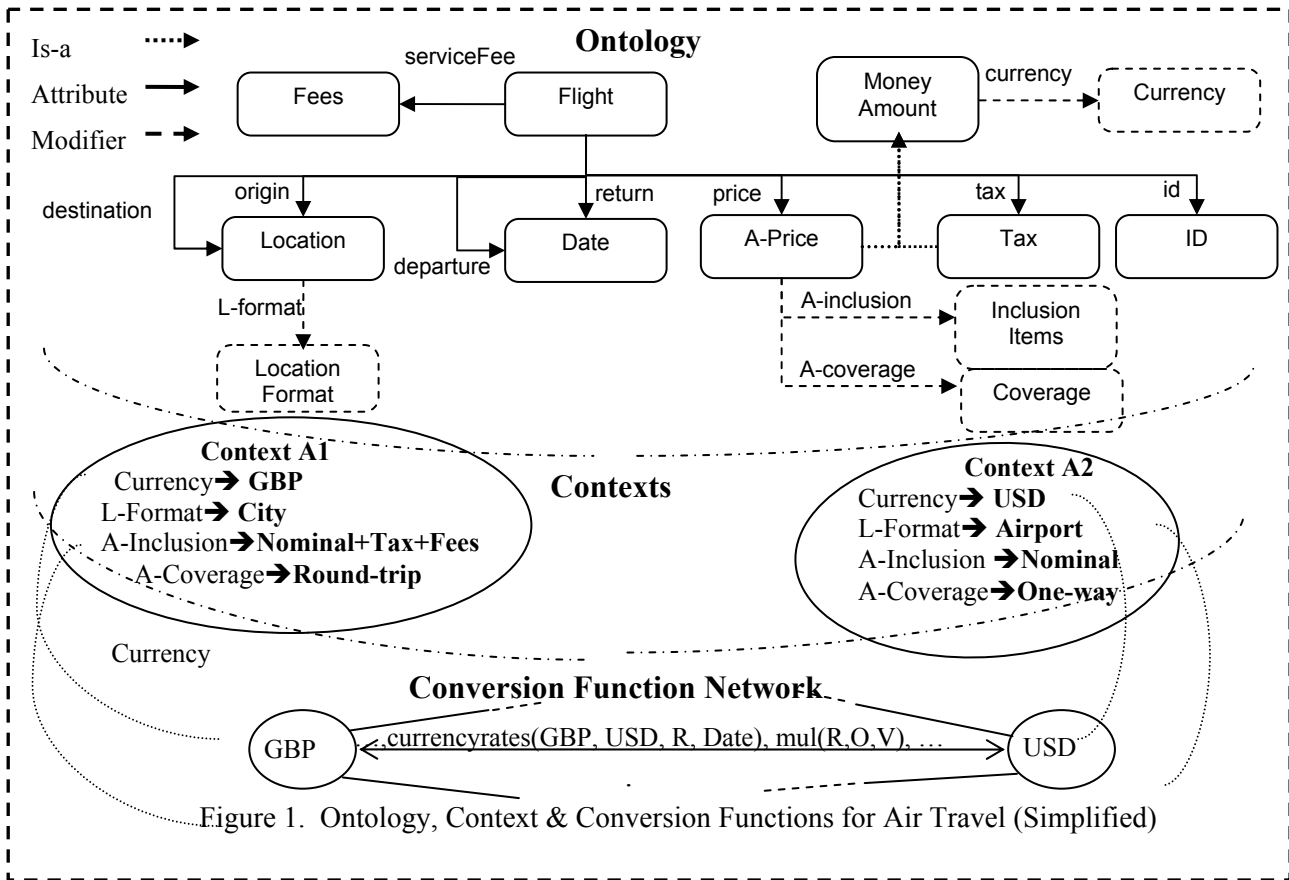 Ontology
Is-a
Attribute
Modifier
serviceFee
Fees
Flight
Money
Amount
currency
Currency
destination
origin
return
price
tax
id
Location
departure
Date
A-Price
Tax
ID
L-format
A-inclusion
Inclusion
Items
Location
Format
A-coverage
Coverage
Context A1
Currency➔ GBP
L-Format➔ City
A-Inclusion➔Nominal+Tax+Fees
A-Coverage➔Round-trip
Contexts
Context A2
Currency➔ USD
L-Format➔ Airport
A-Inclusion ➔Nominal
A-Coverage ➔One-way
Currency
Conversion Function Network
GBP
…,currencyrates(GBP, USD, R, Date), mul(R,O,V), …
USD
Figure 1. Ontology, Context & Conversion Functions for Air Travel (Simplified)